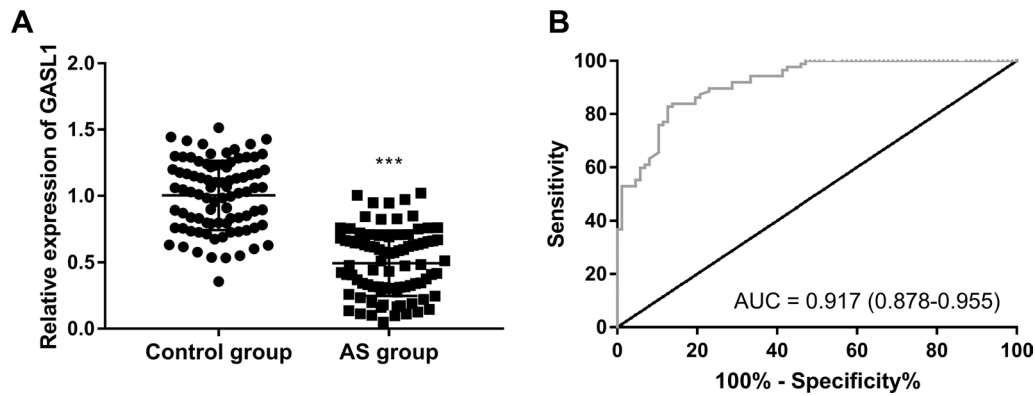 A
Relative expression of GASL1
2.0
1.5
1.0
0.5
0.0
***
Control group
AS group
B
Sensitivity
100
80
60
40
20
0
AUC = 0.917 (0.878-0.955)
0 20 40 60 80 100
100% - Specificity%